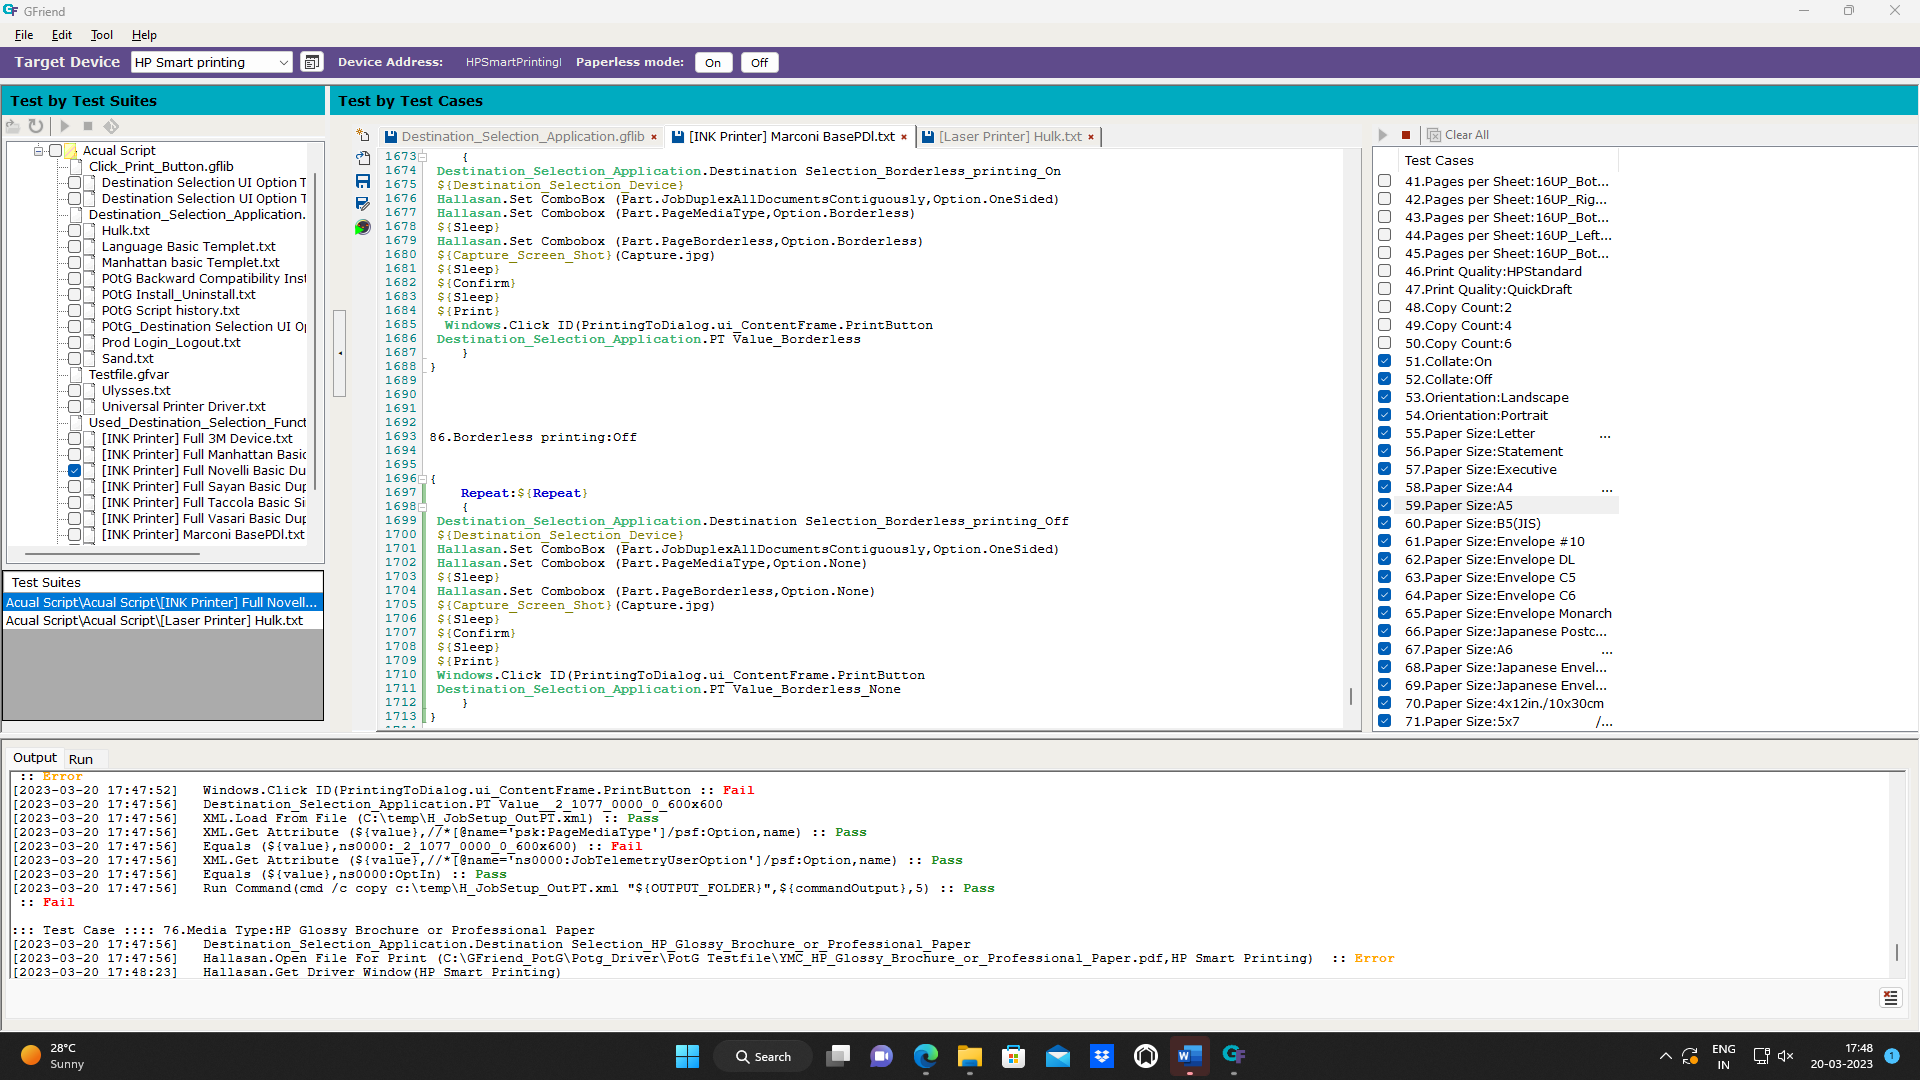 GFriend
File Edit Tool Help
Target Device HP Smart printing Device Address: HPSmartPrintingI Paperless mode: On Off
Test by Test Suites
Acual Script
Click_Print_Button.gflib
Destination Selection UI Option T
Destination Selection UI Option T
Destination_Selection_Application.
Hulk.txt
Language Basic Templet.txt
Manhattan basic Templet.txt
POtG Backward Compatibility Inst
POtG Install_Uninstall.txt
POtG Script history.txt
POtG_Destination Selection UI Op
Prod Login_Logout.txt
Sand.txt
Testfile.gfvar
Ulysses.txt
Universal Printer Driver.txt
Used_Destination_Selection_Funct
[INK Printer] Full 3M Device.txt
[INK Printer] Full Manhattan Basic
[INK Printer] Full Novelli Basic Du
[INK Printer] Full Sayan Basic Dup
[INK Printer] Full Taccola Basic Si
[INK Printer] Full Vasari Basic Dup
[INK Printer] Marconi BasePDl.txt
Test Suites
Acual Script\Acual Script\[INK Printer] Full Novell...
Acual Script\Acual Script\[Laser Printer] Hulk.txt
Test by Test Cases
Destination_Selection_Application.gflib × [INK Printer] Marconi BasePDl.txt × [Laser Printer] Hulk.txt ×
1673 {
1674 Destination_Selection_Application.Destination Selection_Borderless_printing_On
1675 ${Destination_Selection_Device}
1676 Hallasan.Set ComboBox (Part.JobDuplexAllDocumentsContiguously,Option.OneSided)
1677 Hallasan.Set Combobox (Part.PageMediaType,Option.Borderless)
1678 ${Sleep}
1679 Hallasan.Set Combobox (Part.PageBorderless,Option.Borderless)
1680 ${Capture_Screen_Shot}(Capture.jpg)
1681 ${Sleep}
1682 ${Confirm}
1683 ${Sleep}
1684 ${Print}
1685 Windows.Click ID(PrintingToDialog.ui_ContentFrame.PrintButton
1686 Destination_Selection_Application.PT Value_Borderless
1687 }
1688 }
1689
1690
1691
1692
1693 86.Borderless printing:Off
1694
1695
1696 {
1697 Repeat:${Repeat}
1698 {
1699 Destination_Selection_Application.Destination Selection_Borderless_printing_Off
1700 ${Destination_Selection_Device}
1701 Hallasan.Set ComboBox (Part.JobDuplexAllDocumentsContiguously,Option.OneSided)
1702 Hallasan.Set Combobox (Part.PageMediaType,Option.None)
1703 ${Sleep}
1704 Hallasan.Set Combobox (Part.PageBorderless,Option.None)
1705 ${Capture_Screen_Shot}(Capture.jpg)
1706 ${Sleep}
1707 ${Confirm}
1708 ${Sleep}
1709 ${Print}
1710 Windows.Click ID(PrintingToDialog.ui_ContentFrame.PrintButton
1711 Destination_Selection_Application.PT Value_Borderless_None
1712 }
1713 }
Clear All
Test Cases
41.Pages per Sheet:16UP_Bot...
42.Pages per Sheet:16UP_Rig...
43.Pages per Sheet:16UP_Bot...
44.Pages per Sheet:16UP_Left...
45.Pages per Sheet:16UP_Bot...
46.Print Quality:HPStandard
47.Print Quality:QuickDraft
48.Copy Count:2
49.Copy Count:4
50.Copy Count:6
51.Collate:On
52.Collate:Off
53.Orientation:Landscape
54.Orientation:Portrait
55.Paper Size:Letter ...
56.Paper Size:Statement
57.Paper Size:Executive
58.Paper Size:A4 ...
59.Paper Size:A5
60.Paper Size:B5(JIS)
61.Paper Size:Envelope #10
62.Paper Size:Envelope DL
63.Paper Size:Envelope C5
64.Paper Size:Envelope C6
65.Paper Size:Envelope Monarch
66.Paper Size:Japanese Postc...
67.Paper Size:A6 ...
68.Paper Size:Japanese Envel...
69.Paper Size:Japanese Envel...
70.Paper Size:4x12in./10x30cm
71.Paper Size:5x7 /...
Output Run
:: Error
[2023-03-20 17:47:52] Windows.Click ID(PrintingToDialog.ui_ContentFrame.PrintButton :: Fail
[2023-03-20 17:47:56] Destination_Selection_Application.PT Value__2_1077_0000_0_600x600
[2023-03-20 17:47:56] XML.Load From File (C:\temp\H_JobSetup_OutPT.xml) :: Pass
[2023-03-20 17:47:56] XML.Get Attribute (${value},//*[@name='psk:PageMediaType']/psf:Option,name) :: Pass
[2023-03-20 17:47:56] Equals (${value},ns0000:_2_1077_0000_0_600x600) :: Fail
[2023-03-20 17:47:56] XML.Get Attribute (${value},//*[@name='ns0000:JobTelemetryUserOption']/psf:Option,name) :: Pass
[2023-03-20 17:47:56] Equals (${value},ns0000:OptIn) :: Pass
[2023-03-20 17:47:56] Run Command(cmd /c copy c:\temp\H_JobSetup_OutPT.xml "${OUTPUT_FOLDER}",${commandOutput},5) :: Pass
:: Fail
::: Test Case :::: 76.Media Type:HP Glossy Brochure or Professional Paper
[2023-03-20 17:47:56] Destination_Selection_Application.Destination Selection_HP_Glossy_Brochure_or_Professional_Paper
[2023-03-20 17:47:56] Hallasan.Open File For Print (C:\GFriend_PotG\Potg_Driver\PotG Testfile\YMC_HP_Glossy_Brochure_or_Professional_Paper.pdf,HP Smart Printing) :: Error
[2023-03-20 17:48:23] Hallasan.Get Driver Window(HP Smart Printing)
28°C
Sunny
Search
ENG
IN
17:48
20-03-2023
1